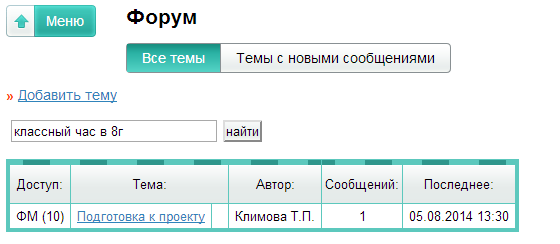 Меню
Форум
Все темы Темы с новыми сообщениями
» Добавить тему
классный час в 8г найти
Доступ: Тема: Автор: Сообщений: Последнее:
ФМ (10) Подготовка к проекту Климова Т.П. 1 05.08.2014 13:30